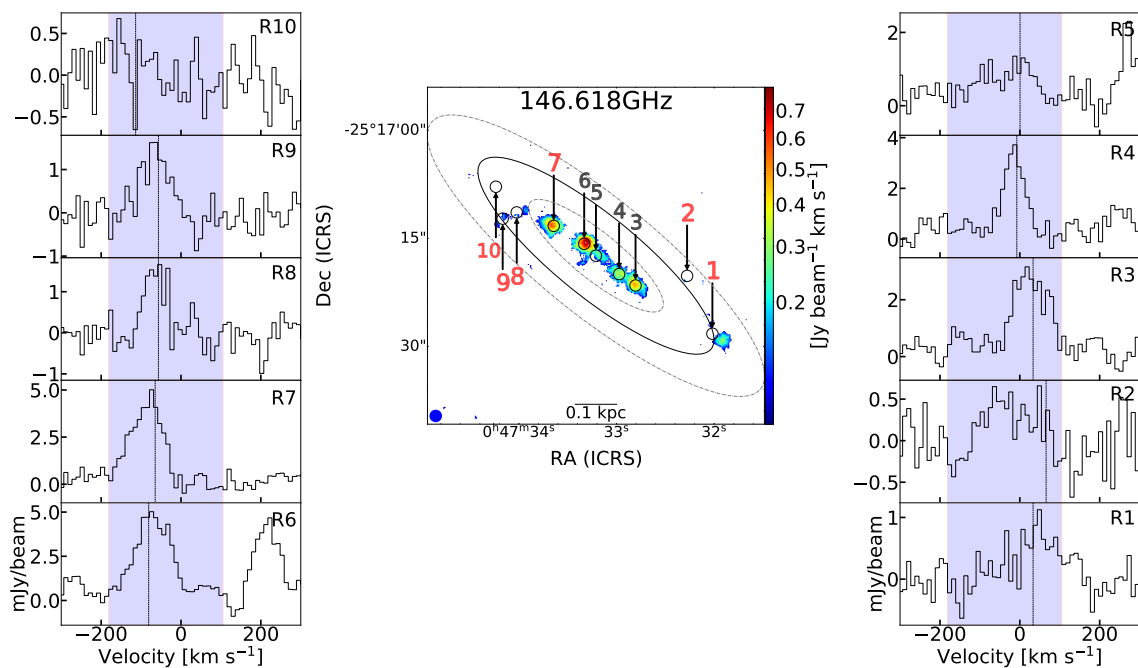 R10
0.5
0.0
−0.5
R9
1
0
−1
R8
1
0
−1
R7
5.0
2.5
0.0
R6
5.0
2.5
0.0
mJy/beam
−200 0 200
Velocity [km s⁻¹]
146.618GHz
-25°17'00"
15"
30"
Dec (ICRS)
7
6
5
4
3
2
1
10
9
8
0.1 kpc
0ʰ47ᵐ34ˢ 33ˢ 32ˢ
RA (ICRS)
0.7
0.6
0.5
0.4
0.3
0.2
[Jy beam⁻¹ km s⁻¹]
R5
2
0
R4
4
2
0
R3
4
2
0
R2
0.5
0.0
−0.5
R1
1
0
mJy/beam
−200 0 200
Velocity [km s⁻¹]